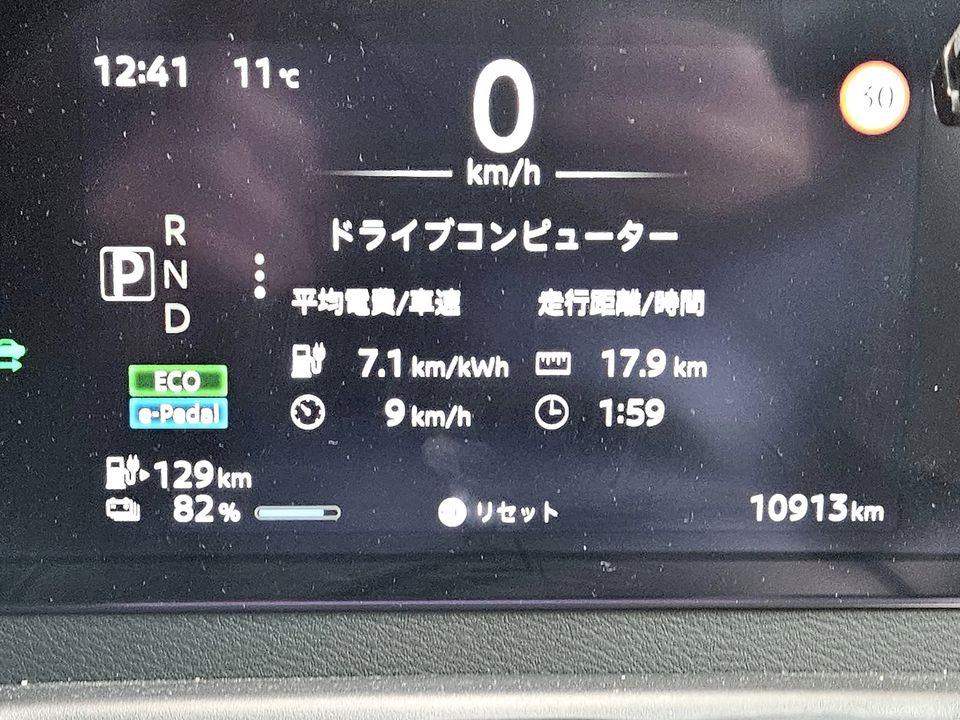 12:41 11℃
0
km/h
30
ドライブコンピューター
R
P N
D
平均電費/車速 走行距離/時間
7.1 km/kWh 17.9 km
9 km/h 1:59
ECO
e-Pedal
129 km
82 %
リセット
10913 km